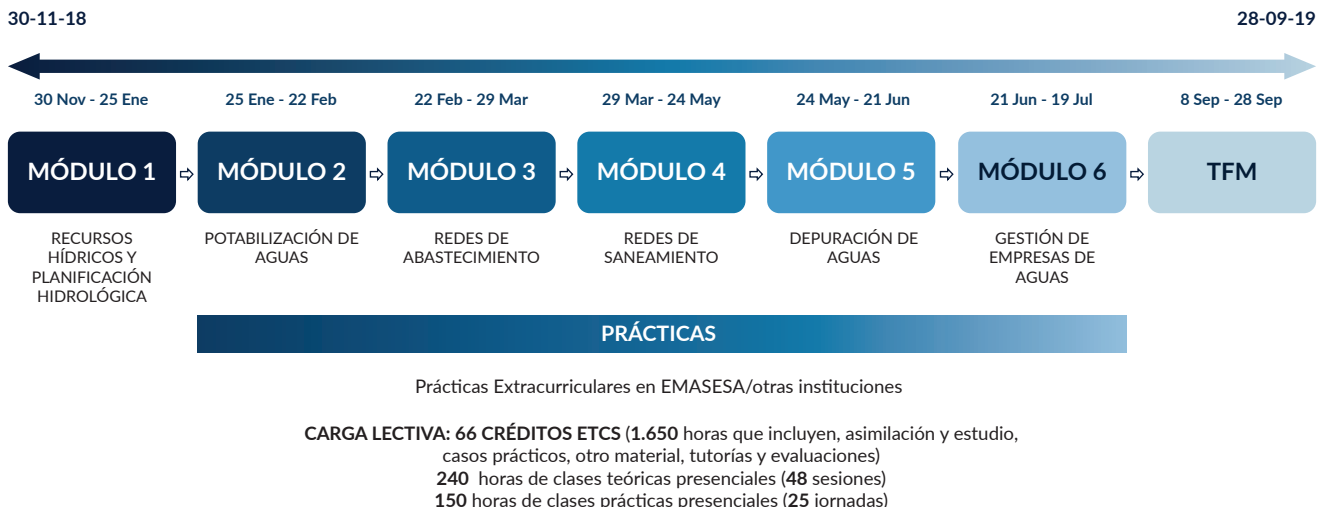 30-11-18
28-09-19
30 Nov - 25 Ene
25 Ene - 22 Feb
22 Feb - 29 Mar
29 Mar - 24 May
24 May - 21 Jun
21 Jun - 19 Jul
8 Sep - 28 Sep
MÓDULO 1
MÓDULO 2
MÓDULO 3
MÓDULO 4
MÓDULO 5
MÓDULO 6
TFM
RECURSOS
HÍDRICOS Y
PLANIFICACIÓN
HIDROLÓGICA
POTABILIZACIÓN DE
AGUAS
REDES DE
ABASTECIMIENTO
REDES DE
SANEAMIENTO
DEPURACIÓN DE
AGUAS
GESTIÓN DE
EMPRESAS DE
AGUAS
PRÁCTICAS
Prácticas Extracurriculares en EMASESA/otras instituciones
CARGA LECTIVA: 66 CRÉDITOS ETCS (1.650 horas que incluyen, asimilación y estudio,
casos prácticos, otro material, tutorías y evaluaciones)
240 horas de clases teóricas presenciales (48 sesiones)
150 horas de clases prácticas presenciales (25 jornadas)